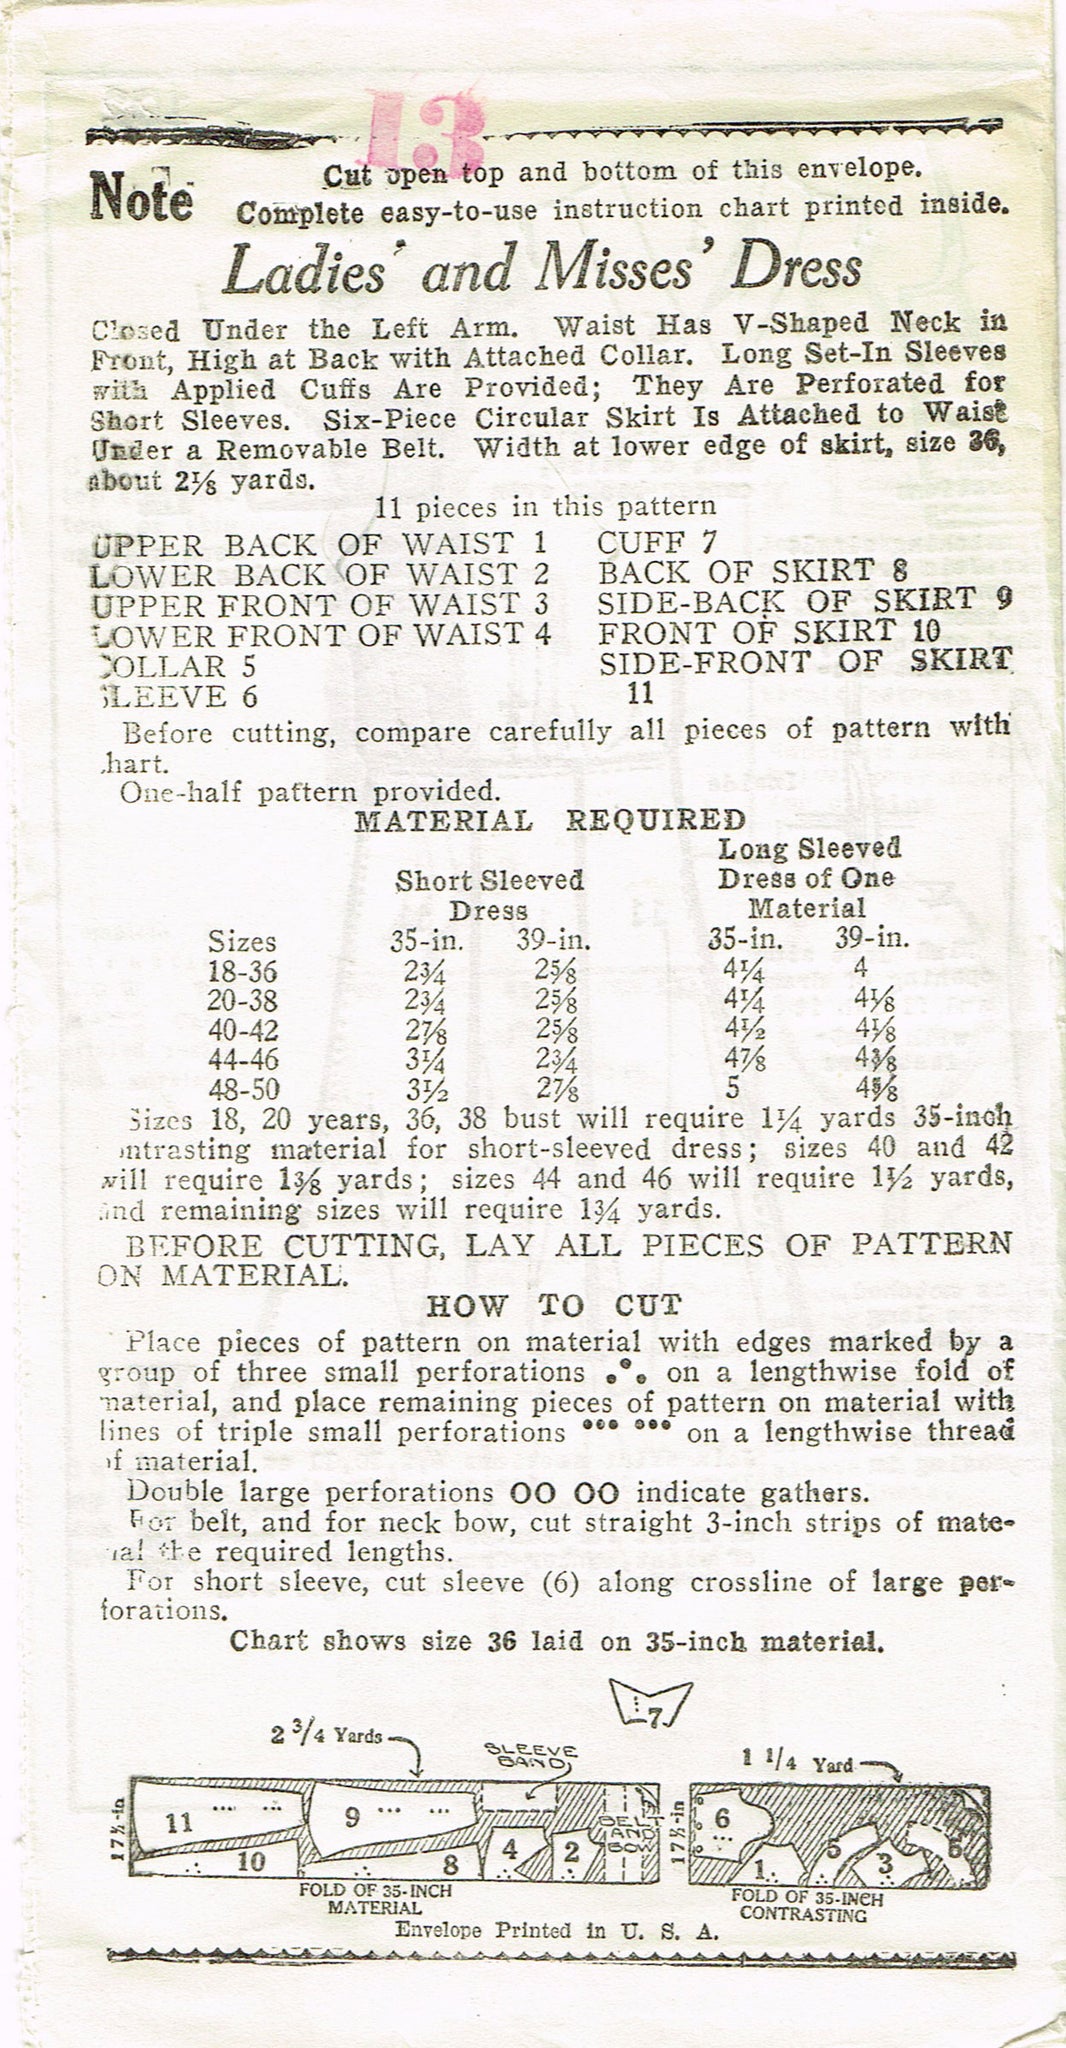 13
Note Cut open top and bottom of this envelope.
Complete easy-to-use instruction chart printed inside.
Ladies' and Misses' Dress
Closed Under the Left Arm. Waist Has V-Shaped Neck in
Front, High at Back with Attached Collar. Long Set-In Sleeves
with Applied Cuffs Are Provided; They Are Perforated for
Short Sleeves. Six-Piece Circular Skirt Is Attached to Waist
Under a Removable Belt. Width at lower edge of skirt, size 36,
about 2⅛ yards.
11 pieces in this pattern
UPPER BACK OF WAIST 1 CUFF 7
LOWER BACK OF WAIST 2 BACK OF SKIRT 8
UPPER FRONT OF WAIST 3 SIDE-BACK OF SKIRT 9
LOWER FRONT OF WAIST 4 FRONT OF SKIRT 10
COLLAR 5 SIDE-FRONT OF SKIRT
SLEEVE 6 11
Before cutting, compare carefully all pieces of pattern with
hart.
One-half pattern provided.
MATERIAL REQUIRED
Long Sleeved
Short Sleeved Dress of One
Dress Material
Sizes 35-in. 39-in. 35-in. 39-in.
18-36 2¾ 2⅝ 4¼ 4
20-38 2¾ 2⅝ 4¼ 4⅛
40-42 2⅞ 2⅝ 4½ 4⅛
44-46 3¼ 2¾ 4⅞ 4⅜
48-50 3½ 2⅞ 5 4⅝
Sizes 18, 20 years, 36, 38 bust will require 1¼ yards 35-inch
ntrasting material for short-sleeved dress; sizes 40 and 42
will require 1⅜ yards; sizes 44 and 46 will require 1½ yards,
and remaining sizes will require 1¾ yards.
BEFORE CUTTING, LAY ALL PIECES OF PATTERN
ON MATERIAL.
HOW TO CUT
Place pieces of pattern on material with edges marked by a
group of three small perforations on a lengthwise fold of
material, and place remaining pieces of pattern on material with
lines of triple small perforations ••• ••• on a lengthwise thread
of material.
Double large perforations OO OO indicate gathers.
For belt, and for neck bow, cut straight 3-inch strips of mate-
rial the required lengths.
For short sleeve, cut sleeve (6) along crossline of large per-
forations.
Chart shows size 36 laid on 35-inch material.
7
2 3/4 Yards SLEEVE BAND 1 1/4 Yard
17½-in 11 9 10 8 4 2 BELT AND BOW
17½-in 6 1 5 3 6
FOLD OF 35-INCH MATERIAL
FOLD OF 35-INCH CONTRASTING
Envelope Printed in U. S. A.